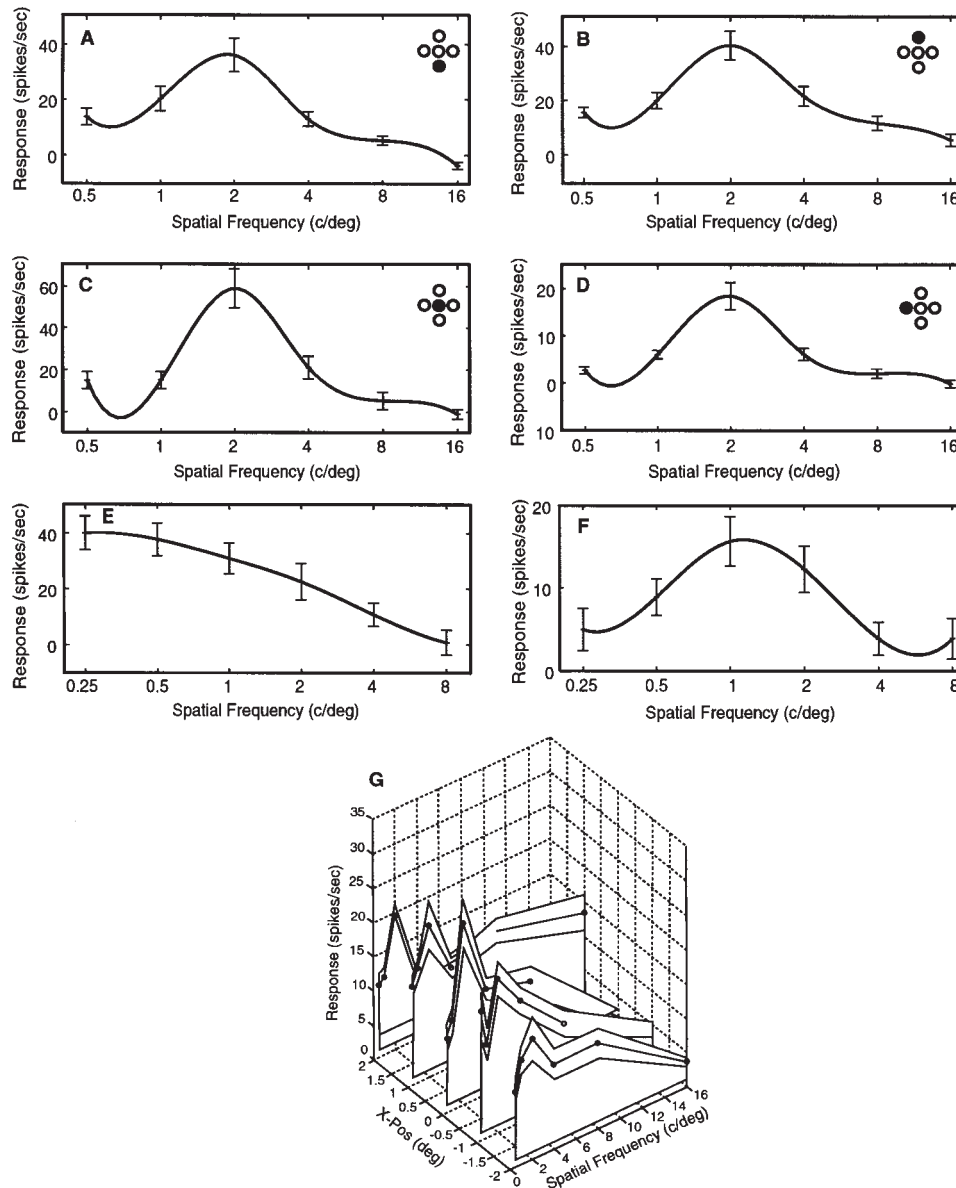 A
Response (spikes/sec)
40
20
0
0.5 1 2 4 8 16
Spatial Frequency (c/deg)
B
Response (spikes/sec)
40
20
0
0.5 1 2 4 8 16
Spatial Frequency (c/deg)
C
Response (spikes/sec)
60
40
20
0
0.5 1 2 4 8 16
Spatial Frequency (c/deg)
D
Response (spikes/sec)
20
10
0
10
0.5 1 2 4 8 16
Spatial Frequency (c/deg)
E
Response (spikes/sec)
40
20
0
0.25 0.5 1 2 4 8
Spatial Frequency (c/deg)
F
Response (spikes/sec)
20
10
0
0.25 0.5 1 2 4 8
Spatial Frequency (c/deg)
G
Response (spikes/sec)
35
30
25
20
15
10
5
0
2 1.5 1 0.5 0 -0.5 -1 -1.5 -2
X-Pos (deg)
0 2 4 6 8 10 12 14 16
Spatial Frequency (c/deg)